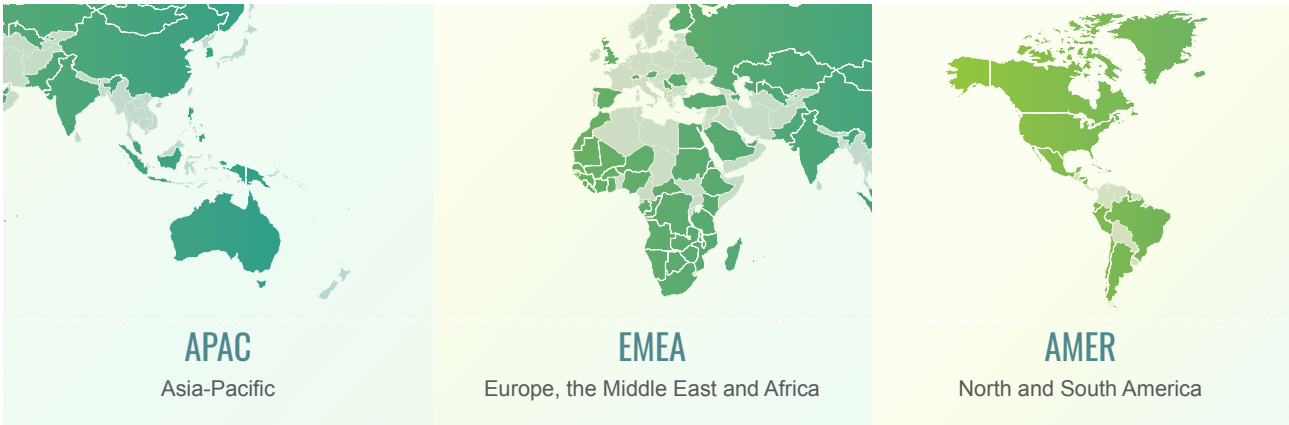 APAC
Asia-Pacific
EMEA
Europe, the Middle East and Africa
AMER
North and South America